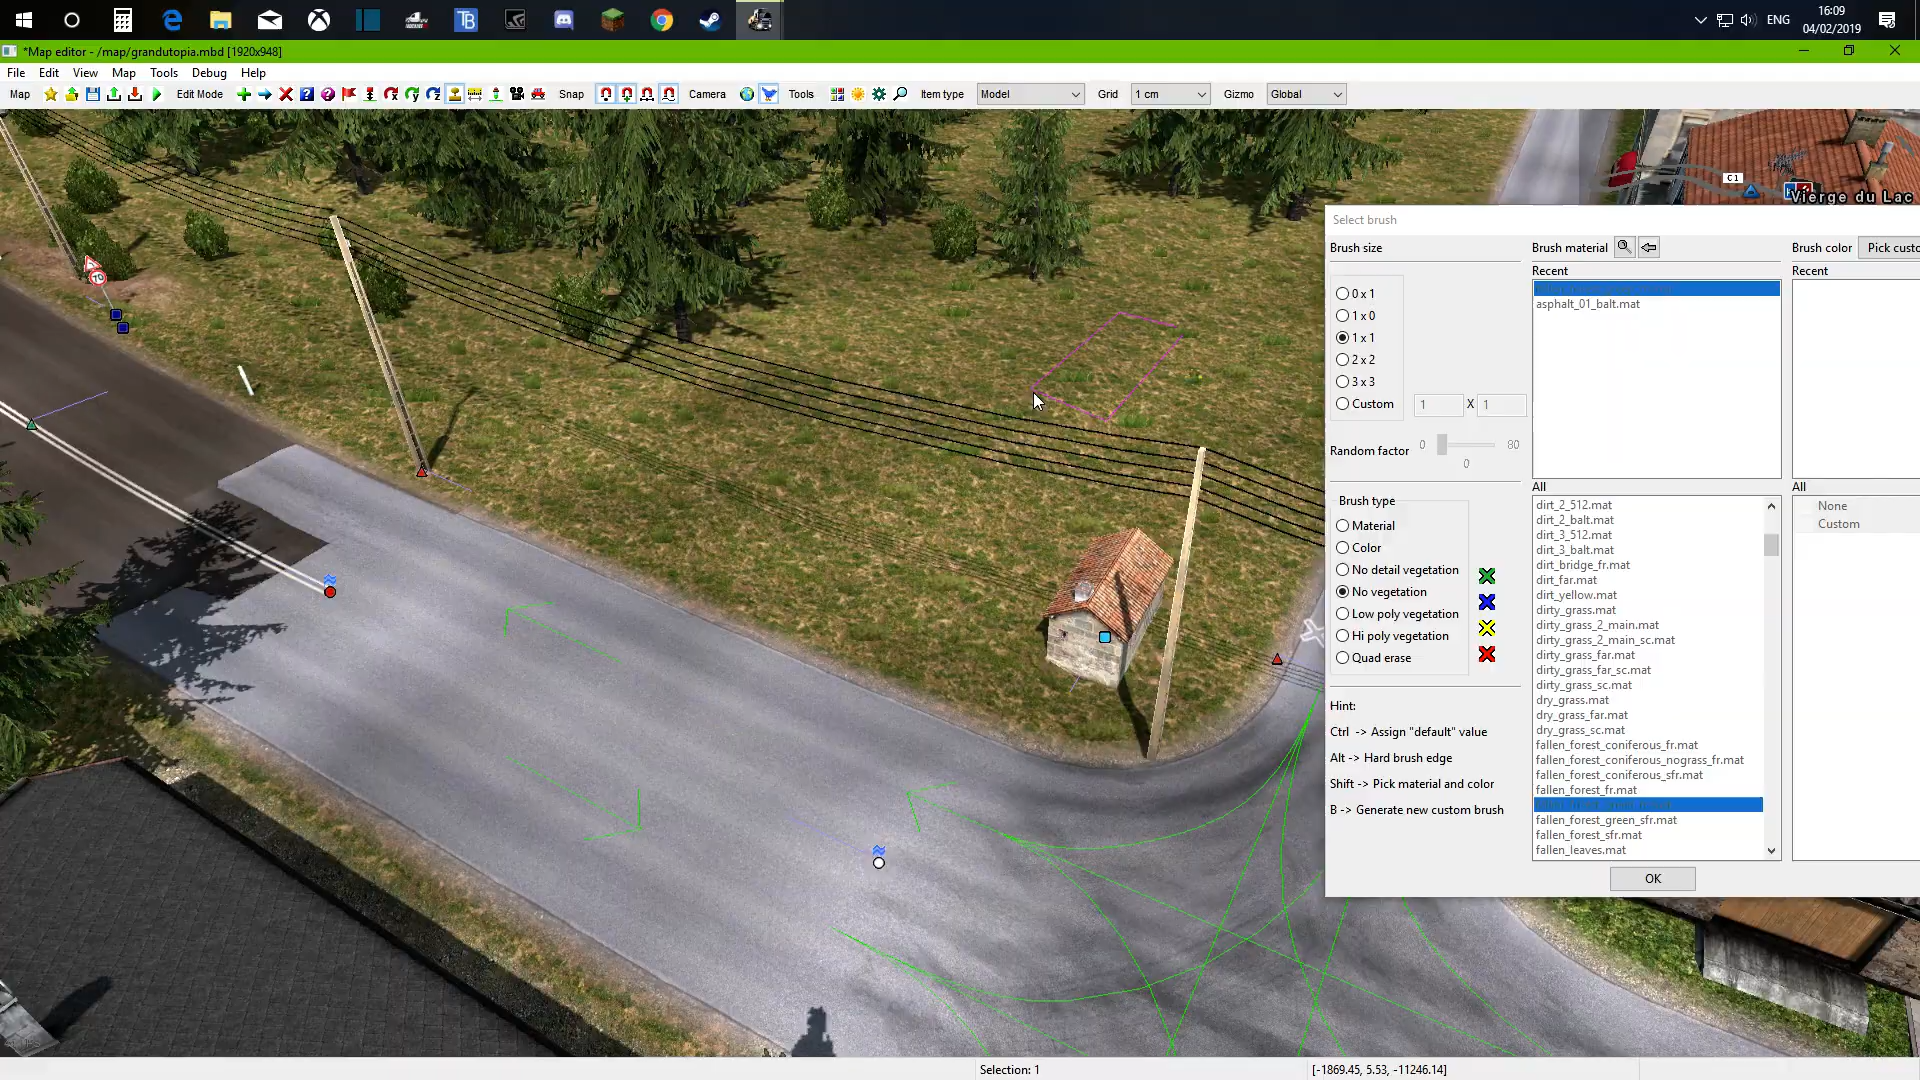 16:09
ENG
04/02/2019
TB
*Map editor - /map/grandutopia.mbd [1920x948]
File Edit View Map Tools Debug Help
Map Edit Mode Snap Camera Tools Item type Model Grid 1 cm Gizmo Global
C1
Vierge du Lac
70
Select brush
Brush size
0 x 1
1 x 0
1 x 1
2 x 2
3 x 3
Custom 1 X 1
Random factor 0 80
0
Brush type
Material
Color
No detail vegetation
No vegetation
Low poly vegetation
Hi poly vegetation
Quad erase
Hint:
Ctrl -> Assign "default" value
Alt -> Hard brush edge
Shift -> Pick material and color
B -> Generate new custom brush
Brush material
Recent
asphalt_01_balt.mat
All
dirt_2_512.mat
dirt_2_balt.mat
dirt_3_512.mat
dirt_3_balt.mat
dirt_bridge_fr.mat
dirt_far.mat
dirt_yellow.mat
dirty_grass.mat
dirty_grass_2_main.mat
dirty_grass_2_main_sc.mat
dirty_grass_far.mat
dirty_grass_far_sc.mat
dirty_grass_sc.mat
dry_grass.mat
dry_grass_far.mat
dry_grass_sc.mat
fallen_forest_coniferous_fr.mat
fallen_forest_coniferous_nograss_fr.mat
fallen_forest_coniferous_sfr.mat
fallen_forest_fr.mat
fallen_forest_green_sfr.mat
fallen_forest_sfr.mat
fallen_leaves.mat
OK
Brush color Pick custo
Recent
All
None
Custom
Selection: 1
[-1869.45, 5.53, -11246.14]